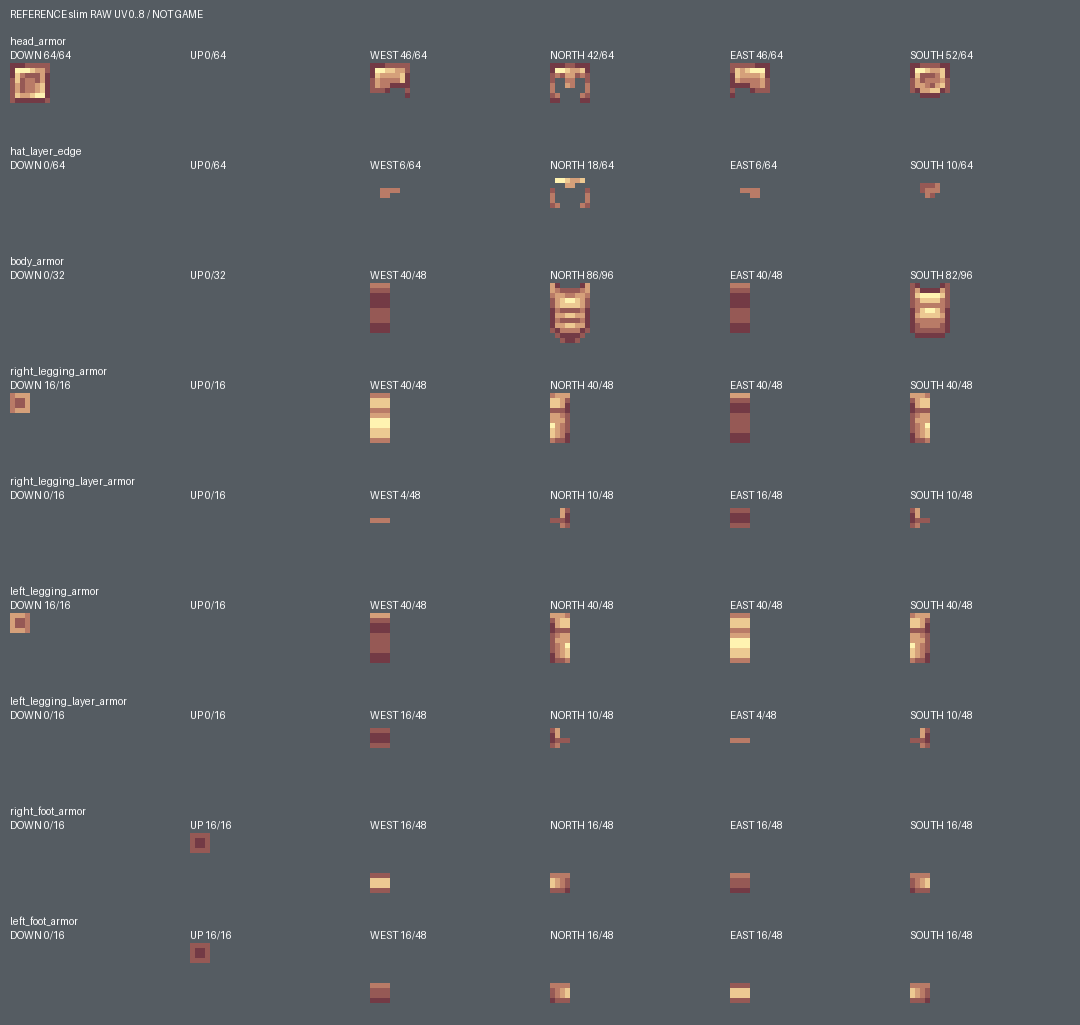 REFERENCE slim RAW UV 0..8 / NOT GAME
head_armor
DOWN 64/64 UP 0/64 WEST 46/64 NORTH 42/64 EAST 46/64 SOUTH 52/64
hat_layer_edge
DOWN 0/64 UP 0/64 WEST 6/64 NORTH 18/64 EAST 6/64 SOUTH 10/64
body_armor
DOWN 0/32 UP 0/32 WEST 40/48 NORTH 86/96 EAST 40/48 SOUTH 82/96
right_legging_armor
DOWN 16/16 UP 0/16 WEST 40/48 NORTH 40/48 EAST 40/48 SOUTH 40/48
right_legging_layer_armor
DOWN 0/16 UP 0/16 WEST 4/48 NORTH 10/48 EAST 16/48 SOUTH 10/48
left_legging_armor
DOWN 16/16 UP 0/16 WEST 40/48 NORTH 40/48 EAST 40/48 SOUTH 40/48
left_legging_layer_armor
DOWN 0/16 UP 0/16 WEST 16/48 NORTH 10/48 EAST 4/48 SOUTH 10/48
right_foot_armor
DOWN 0/16 UP 16/16 WEST 16/48 NORTH 16/48 EAST 16/48 SOUTH 16/48
left_foot_armor
DOWN 0/16 UP 16/16 WEST 16/48 NORTH 16/48 EAST 16/48 SOUTH 16/48